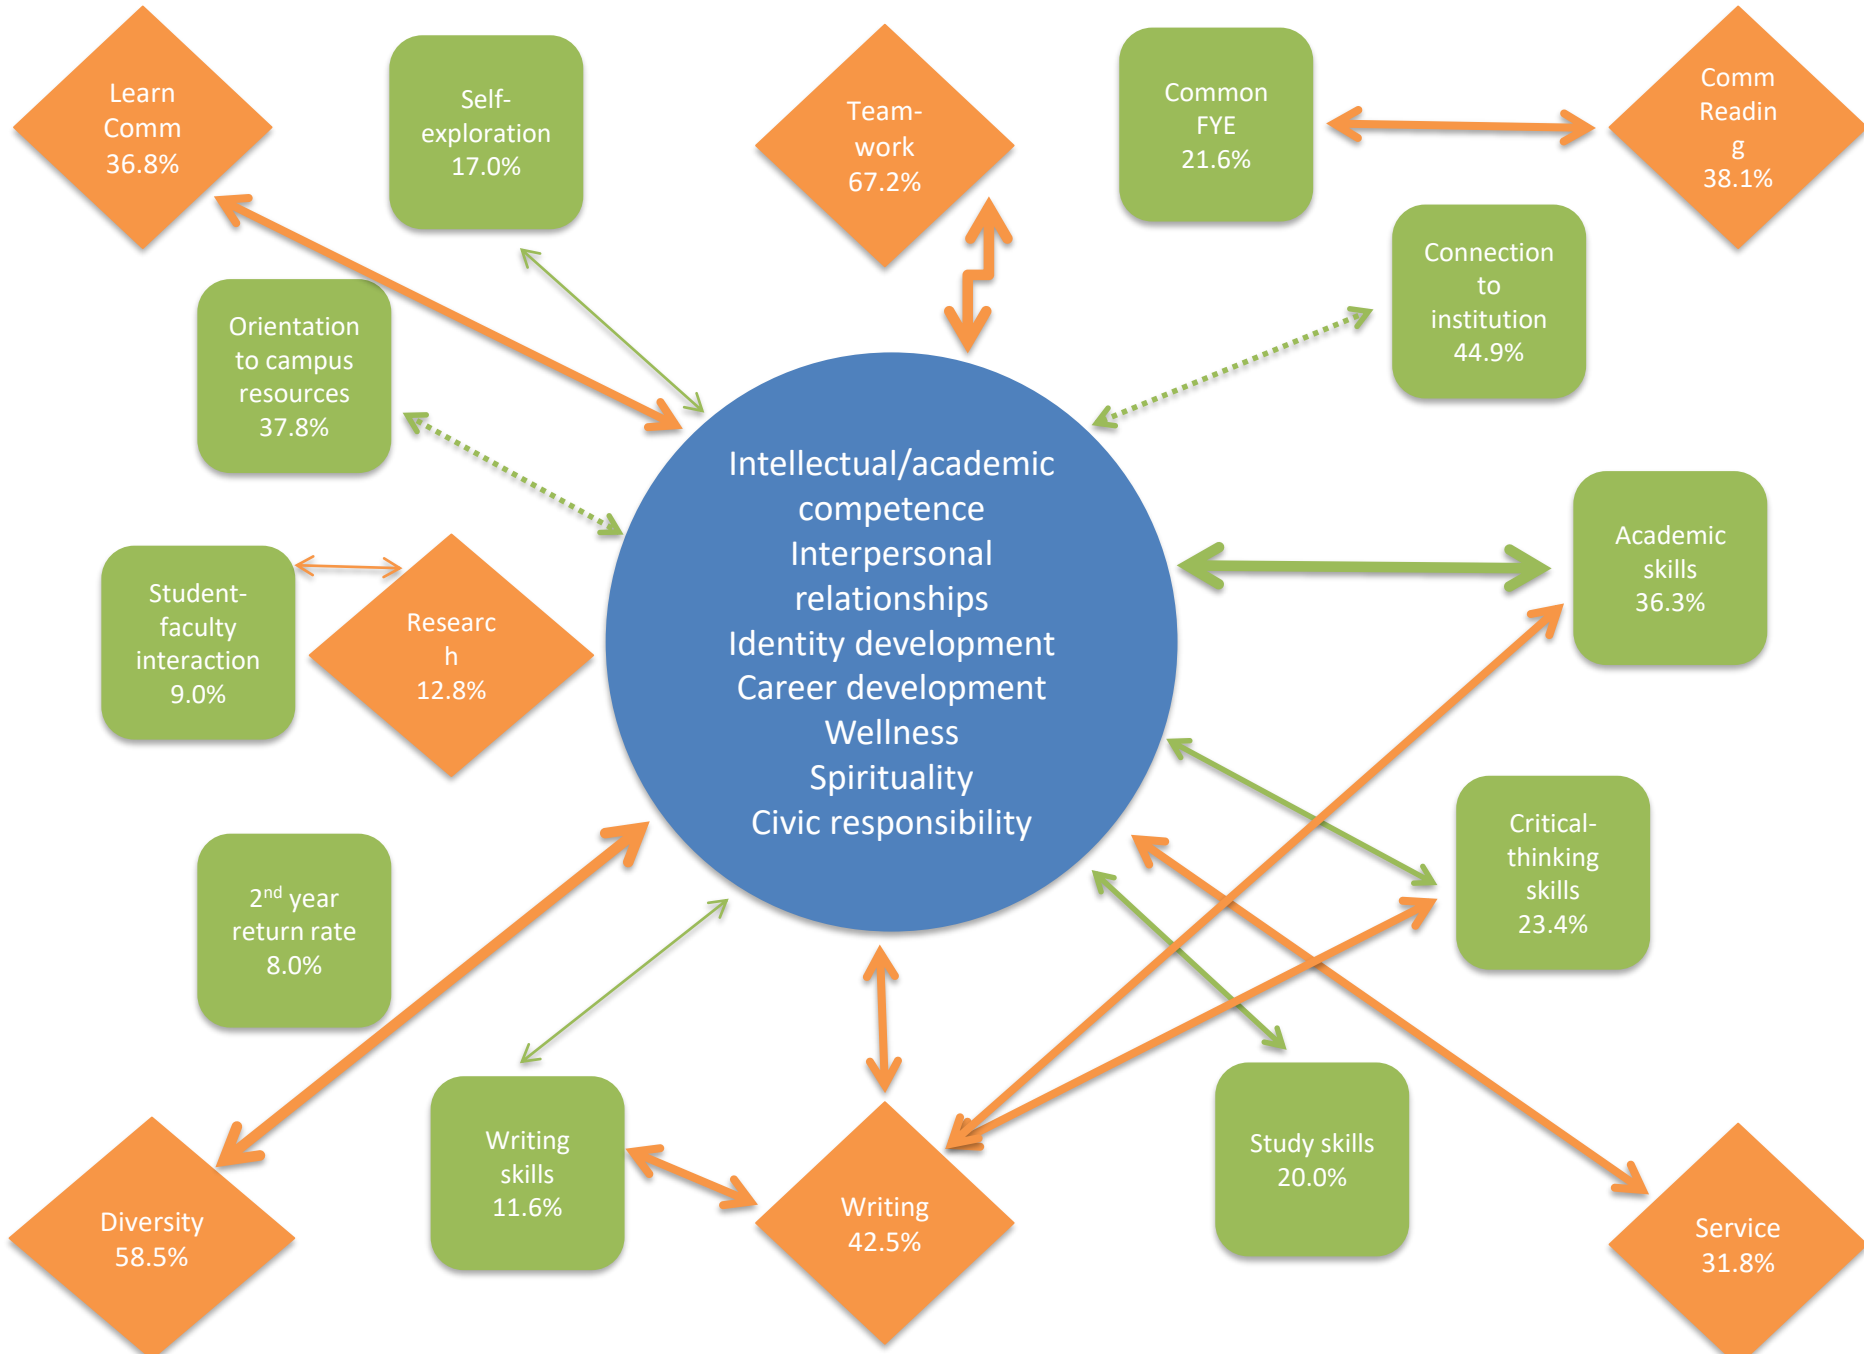 Learn
Comm
36.8%
Self-
exploration
17.0%
Team-
work
67.2%
Common
FYE
21.6%
Comm
Readin
g
38.1%
Connection
to
institution
44.9%
Orientation
to campus
resources
37.8%
Intellectual/academic
competence
Interpersonal
relationships
Identity development
Career development
Wellness
Spirituality
Civic responsibility
Academic
skills
36.3%
Student-
faculty
interaction
9.0%
Researc
h
12.8%
Critical-
thinking
skills
23.4%
2nd year
return rate
8.0%
Writing
skills
11.6%
Study skills
20.0%
Diversity
58.5%
Writing
42.5%
Service
31.8%